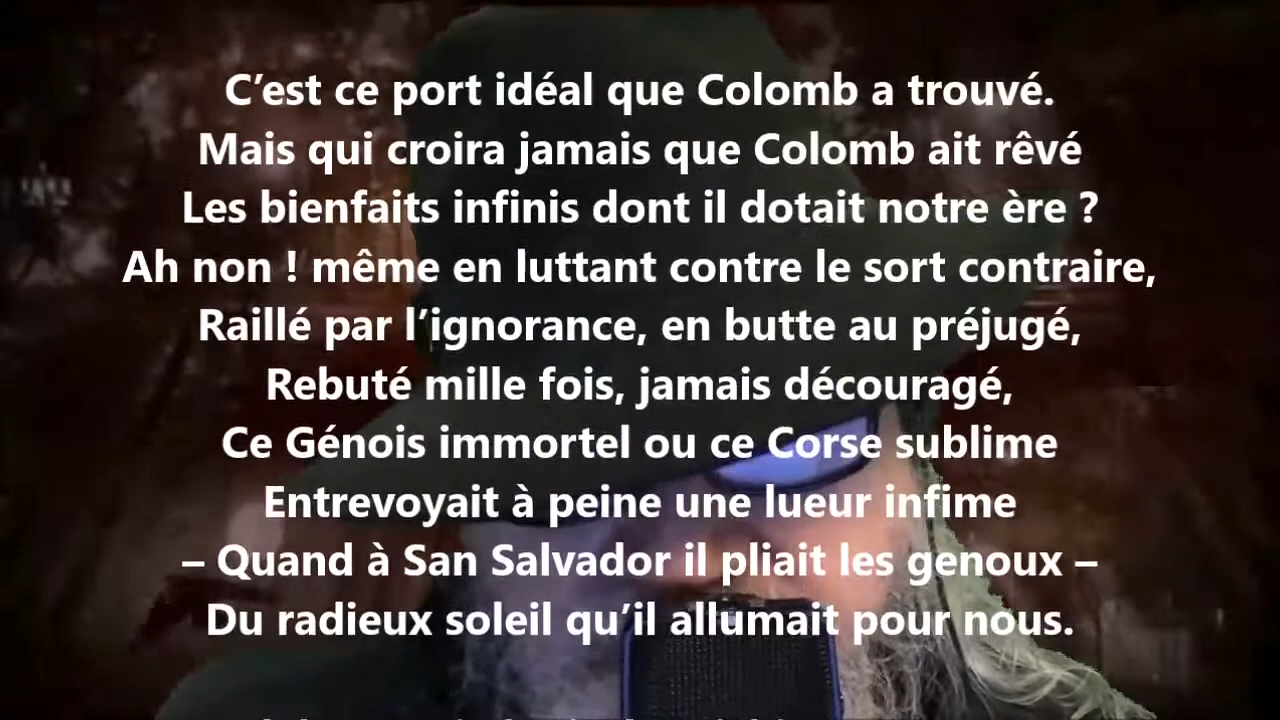 C’est ce port idéal que Colomb a trouvé.
Mais qui croira jamais que Colomb ait rêvé
Les bienfaits infinis dont il dotait notre ère ?
Ah non ! même en luttant contre le sort contraire,
Raillé par l’ignorance, en butte au préjugé,
Rebuté mille fois, jamais découragé,
Ce Génois immortel ou ce Corse sublime
Entrevoyait à peine une lueur infime
– Quand à San Salvador il pliait les genoux –
Du radieux soleil qu’il allumait pour nous.